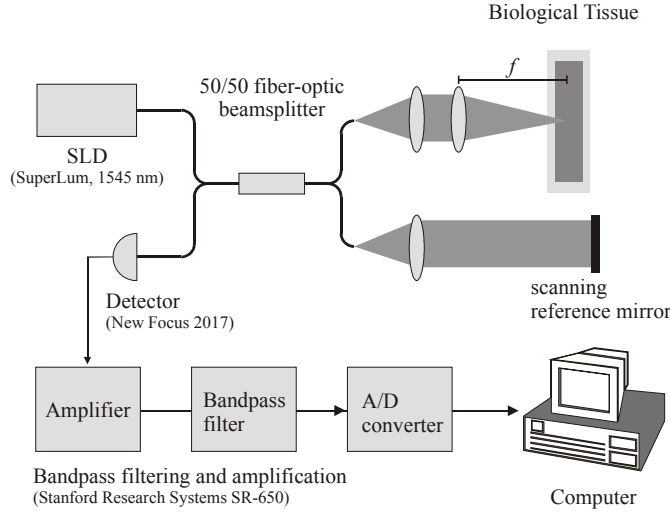 Biological Tissue
f
50/50 fiber-optic
beamsplitter
SLD
(SuperLum, 1545 nm)
Detector
(New Focus 2017)
scanning
reference mirror
Amplifier
Bandpass
filter
A/D
converter
Bandpass filtering and amplification
(Stanford Research Systems SR-650)
Computer